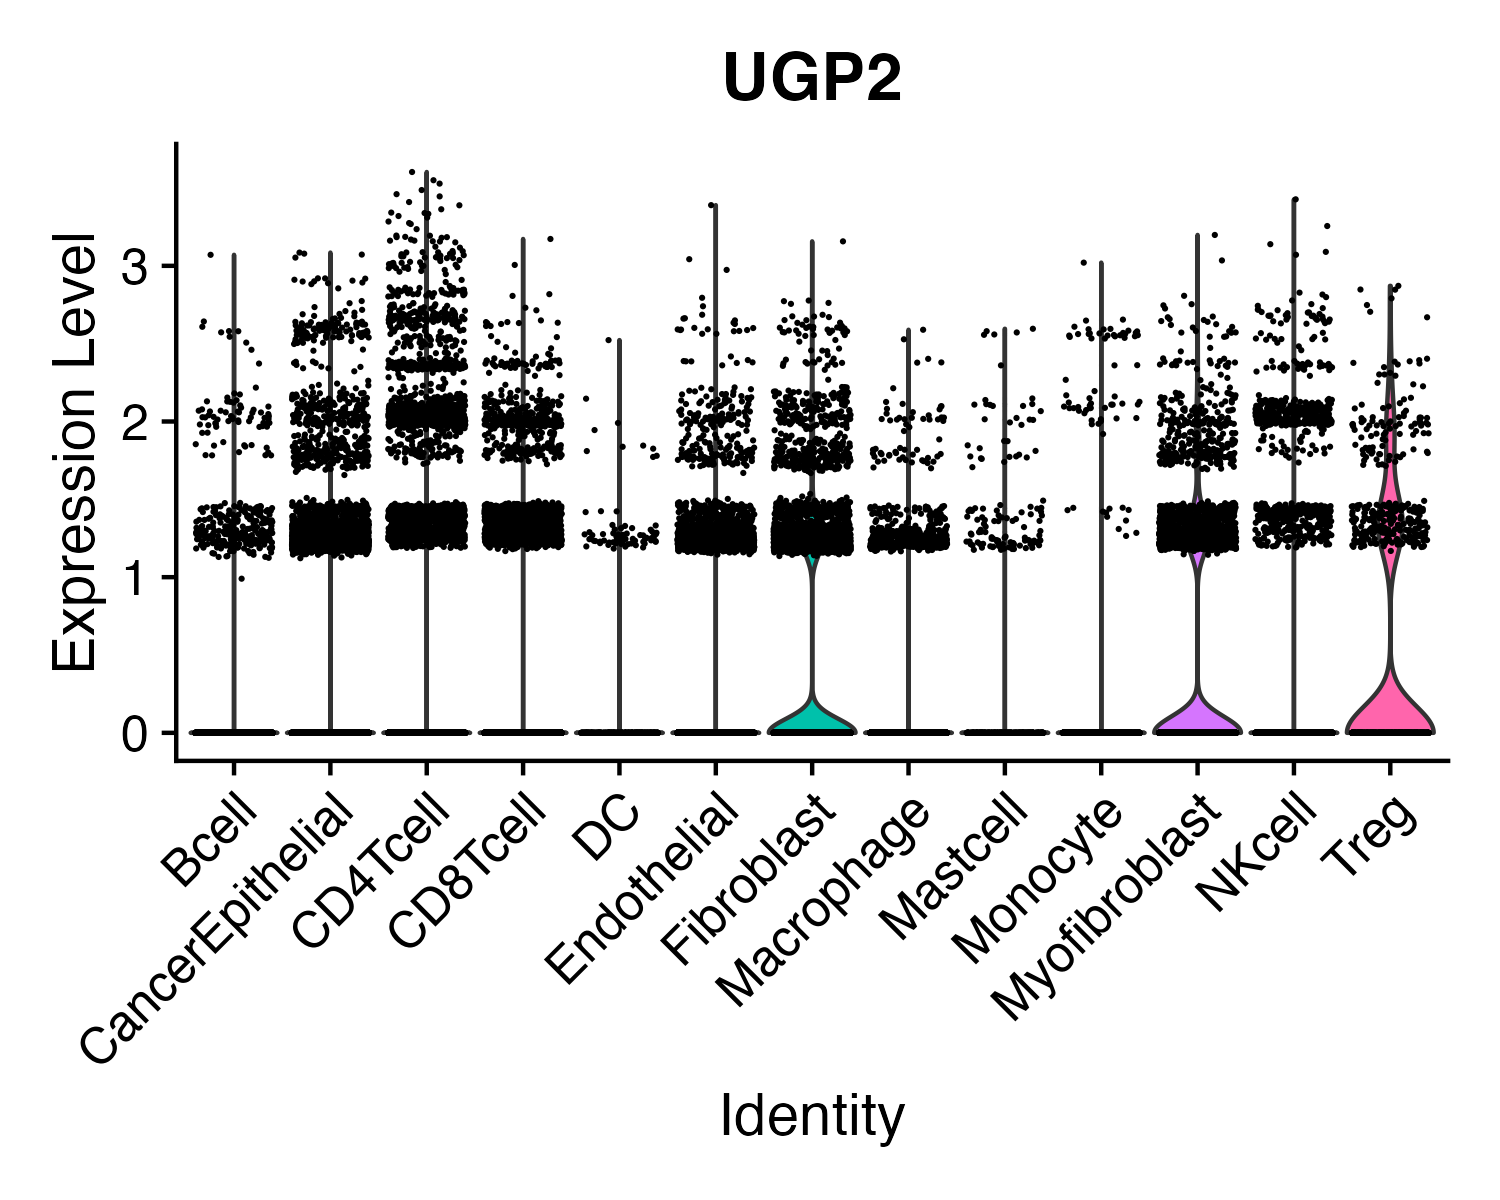 UGP2
Expression Level
3
2
1
0
Bcell
CancerEpithelial
CD4Tcell
CD8Tcell
DC
Endothelial
Fibroblast
Macrophage
Mastcell
Monocyte
Myofibroblast
NKcell
Treg
Identity